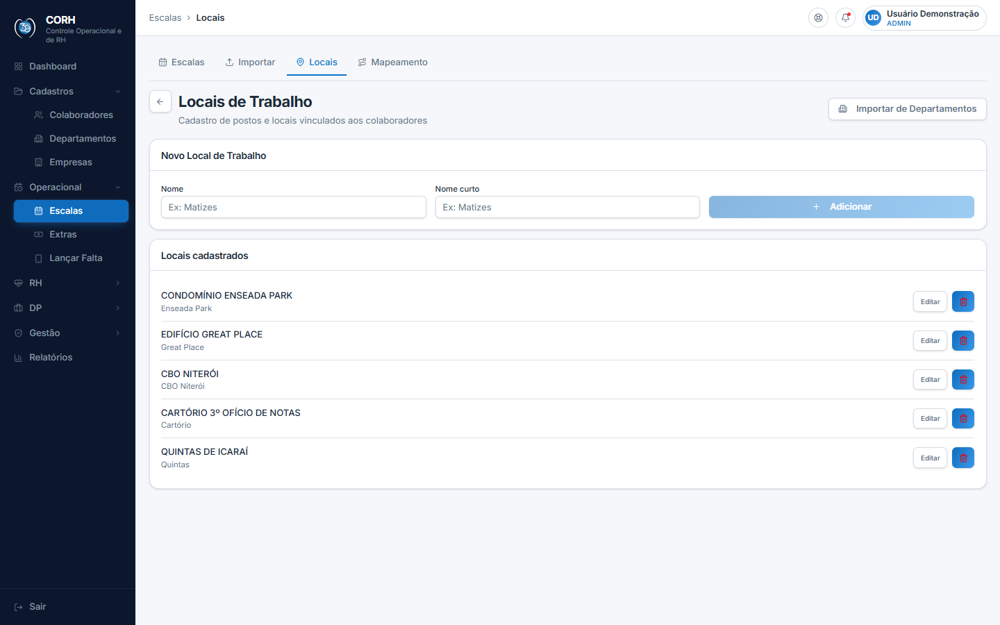 CORH
Controle Operacional e
de RH
Dashboard
Cadastros
Colaboradores
Departamentos
Empresas
Operacional
Escalas
Extras
Lançar Falta
RH
DP
Gestão
Relatórios
Sair
Escalas › Locais
UD
Usuário Demonstração
ADMIN
Escalas
Importar
Locais
Mapeamento
Locais de Trabalho
Cadastro de postos e locais vinculados aos colaboradores
Importar de Departamentos
Novo Local de Trabalho
Nome
Ex: Matizes
Nome curto
Ex: Matizes
+ Adicionar
Locais cadastrados
CONDOMÍNIO ENSEADA PARK
Enseada Park
Editar
EDIFÍCIO GREAT PLACE
Great Place
Editar
CBO NITERÓI
CBO Niterói
Editar
CARTÓRIO 3º OFÍCIO DE NOTAS
Cartório
Editar
QUINTAS DE ICARAÍ
Quintas
Editar